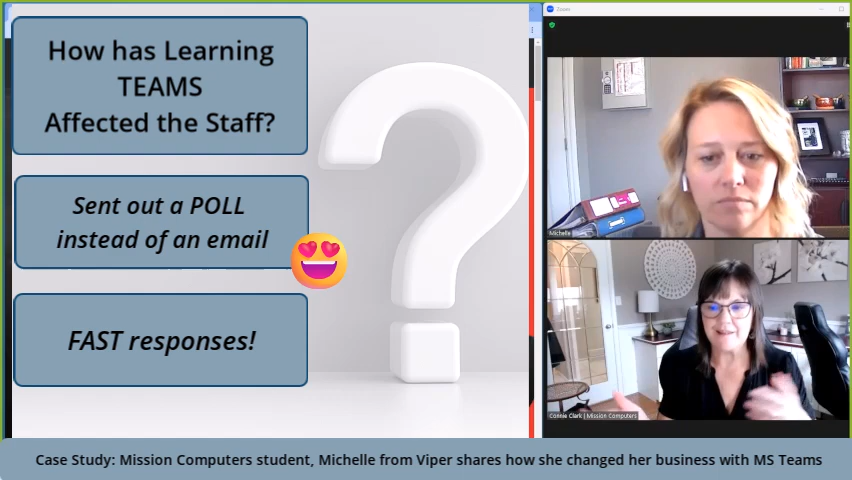 How has Learning
TEAMS
Affected the Staff?
Sent out a POLL
instead of an email
FAST responses!
Zoom
Michelle
Connie Clark | Mission Computers
Case Study: Mission Computers student, Michelle from Viper shares how she changed her business with MS Teams